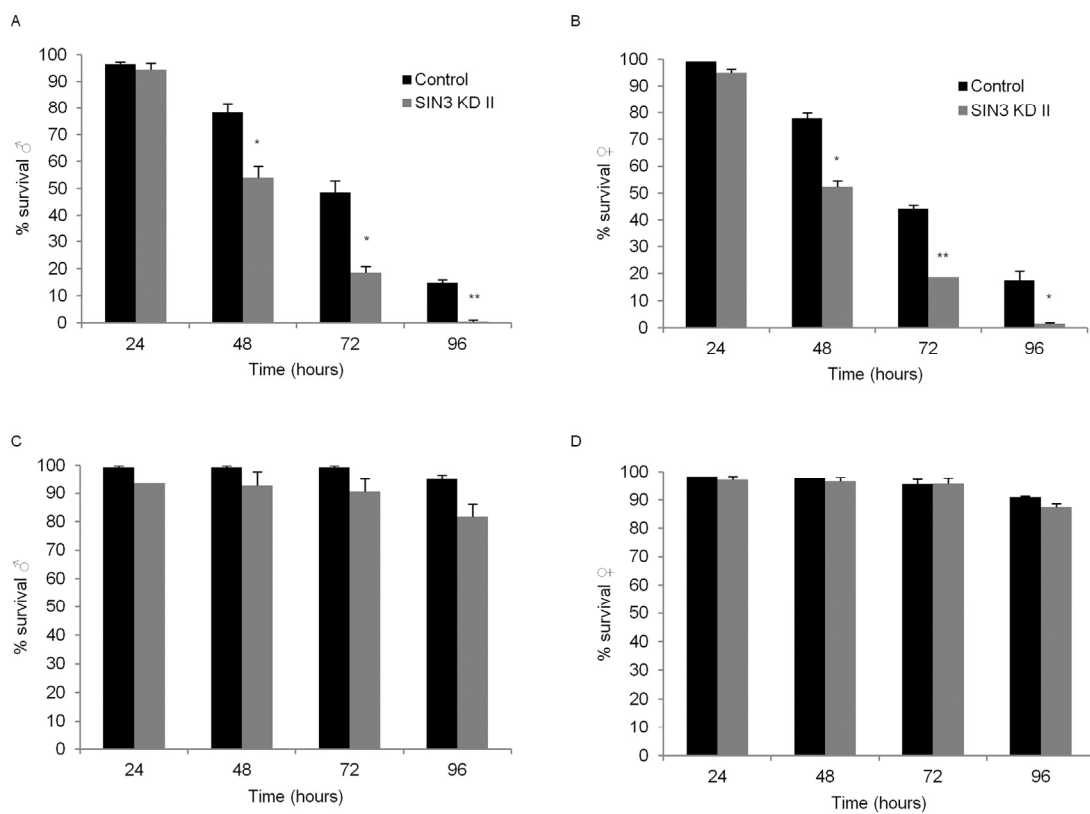 A
100
90
80
70
60
50
40
30
20
10
0
% survival ♂
Control
SIN3 KD II
*
*
**
24 48 72 96
Time (hours)
B
100
90
80
70
60
50
40
30
20
10
0
% survival ♀
Control
SIN3 KD II
*
**
*
24 48 72 96
Time (hours)
C
100
90
80
70
60
50
40
30
20
10
0
% survival ♂
24 48 72 96
Time (hours)
D
100
90
80
70
60
50
40
30
20
10
0
% survival ♀
24 48 72 96
Time (hours)